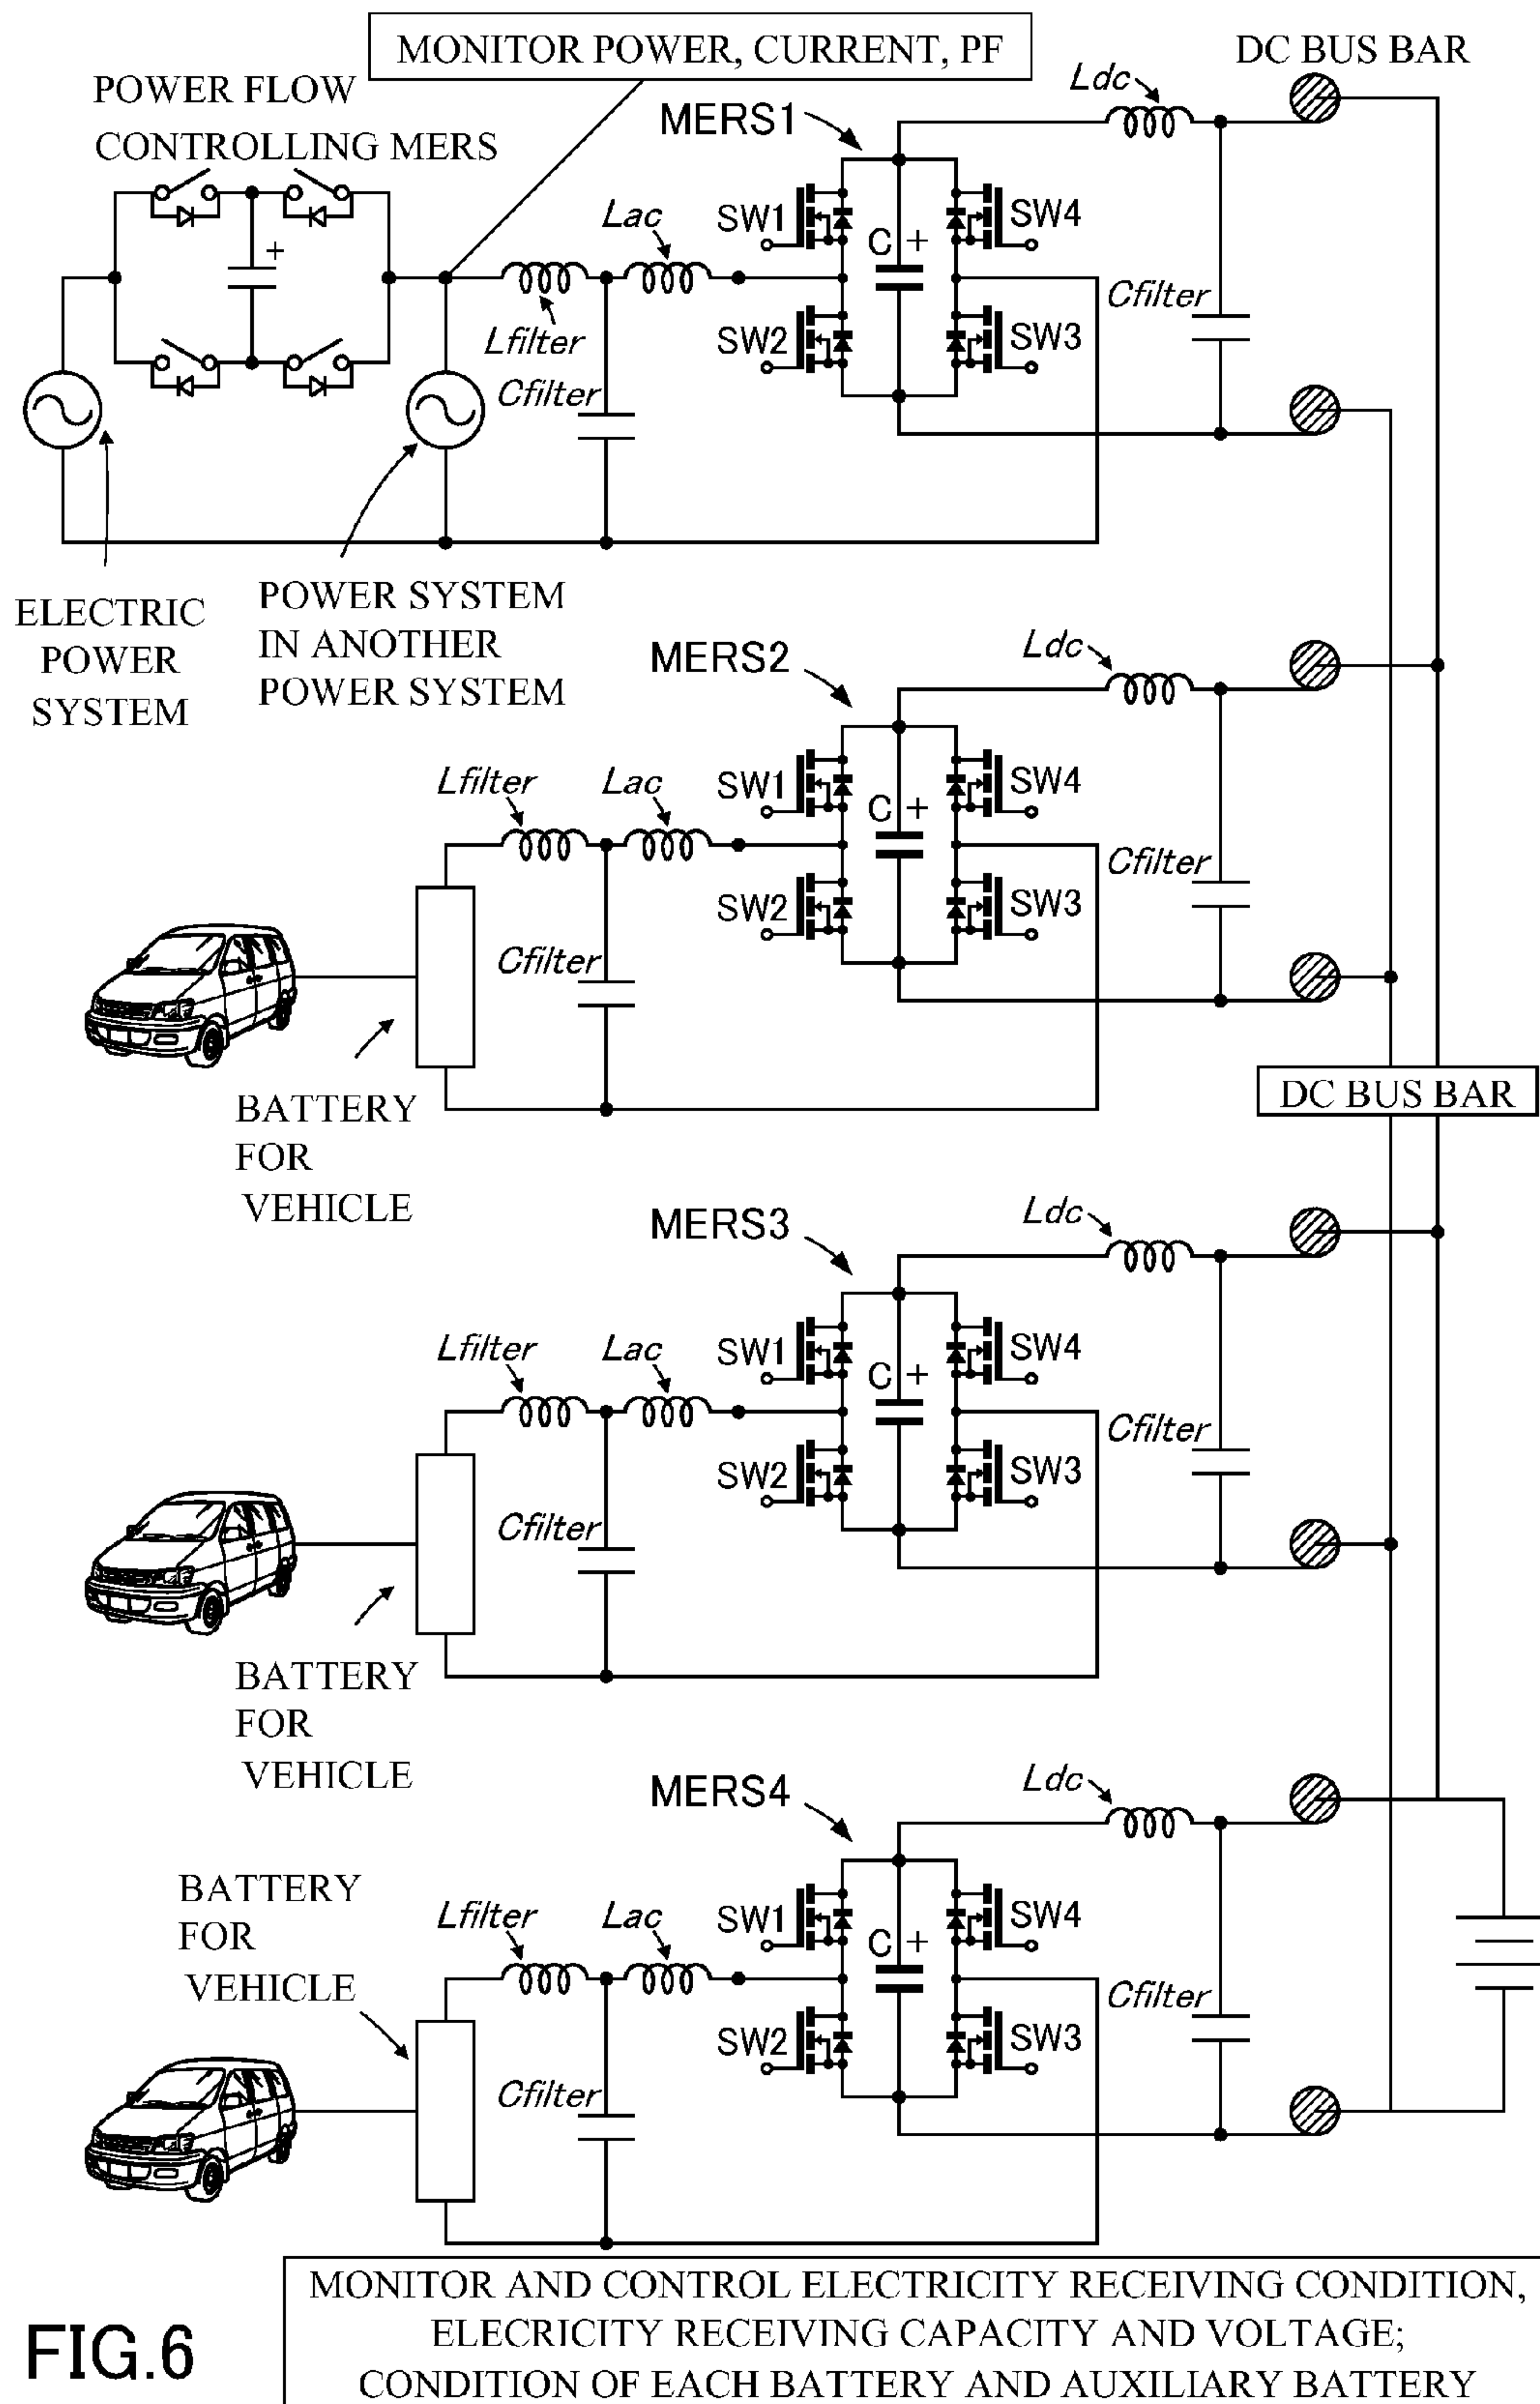 MONITOR POWER, CURRENT, PF
DC BUS BAR
POWER FLOW
CONTROLLING MERS
MERS1
Ldc
SW1
SW4
Lac
C +
+
Cfilter
Lfilter
SW2
SW3
Cfilter
ELECTRIC
POWER
SYSTEM
POWER SYSTEM
IN ANOTHER
POWER SYSTEM
MERS2
Ldc
Lfilter
Lac
SW1
SW4
C +
Cfilter
SW2
SW3
Cfilter
BATTERY
FOR
VEHICLE
DC BUS BAR
MERS3
Ldc
Lfilter
Lac
SW1
SW4
C +
Cfilter
SW2
SW3
Cfilter
BATTERY
FOR
VEHICLE
MERS4
Ldc
BATTERY
FOR
VEHICLE
Lfilter
Lac
SW1
SW4
C +
Cfilter
SW2
SW3
Cfilter
MONITOR AND CONTROL ELECTRICITY RECEIVING CONDITION,
ELECRICITY RECEIVING CAPACITY AND VOLTAGE;
CONDITION OF EACH BATTERY AND AUXILIARY BATTERY
FIG.6